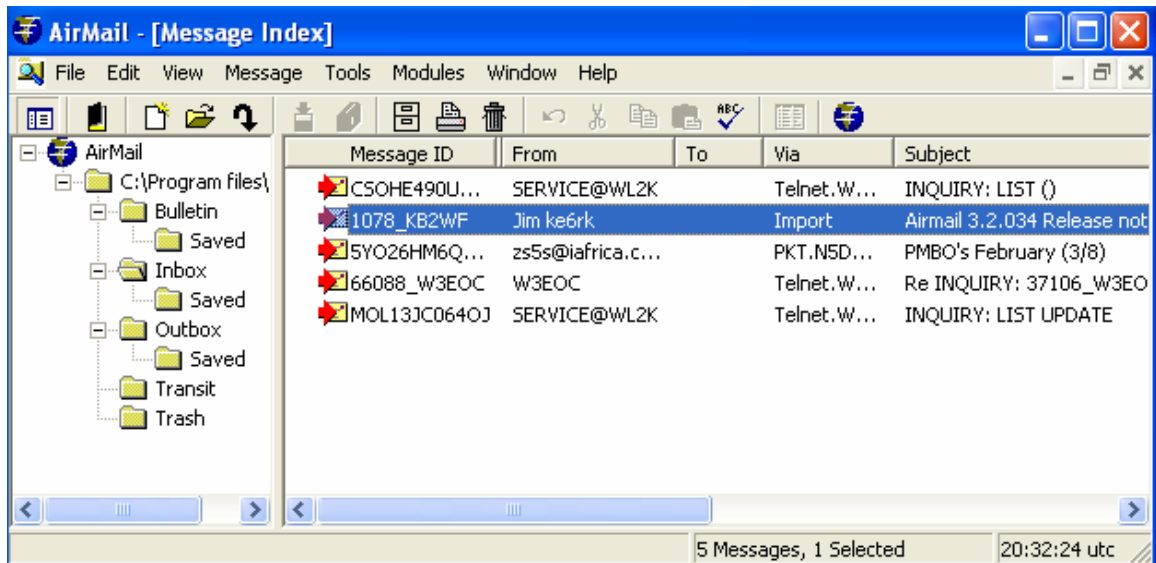 AirMail - [Message Index]
File Edit View Message Tools Modules Window Help
ABC
AirMail
C:\Program files\
Bulletin
Saved
Inbox
Saved
Outbox
Saved
Transit
Trash
Message ID From To Via Subject
CSOHE490U... SERVICE@WL2K Telnet.W... INQUIRY: LIST ()
1078_KB2WF Jim ke6rk Import Airmail 3.2.034 Release not
5YO26HM6Q... zs5s@iafrica.c... PKT.N5D... PMBO's February (3/8)
66088_W3EOC W3EOC Telnet.W... Re INQUIRY: 37106_W3EO
MOL13JC064OJ SERVICE@WL2K Telnet.W... INQUIRY: LIST UPDATE
5 Messages, 1 Selected 20:32:24 utc